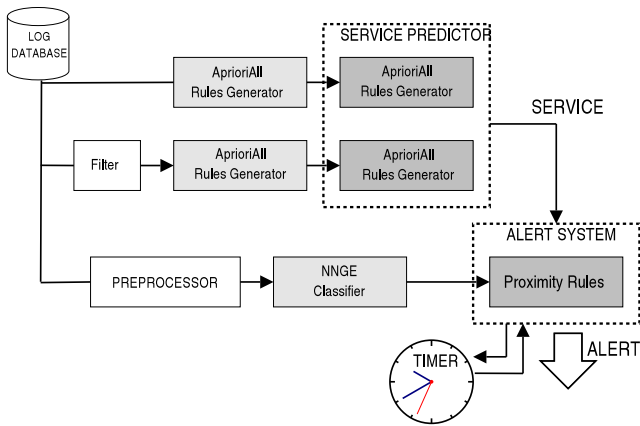 LOG
DATABASE
SERVICE PREDICTOR
AprioriAll
Rules Generator
AprioriAll
Rules Generator
SERVICE
Filter
AprioriAll
Rules Generator
AprioriAll
Rules Generator
ALERT SYSTEM
PREPROCESSOR
NNGE
Classifier
Proximity Rules
TIMER
ALERT